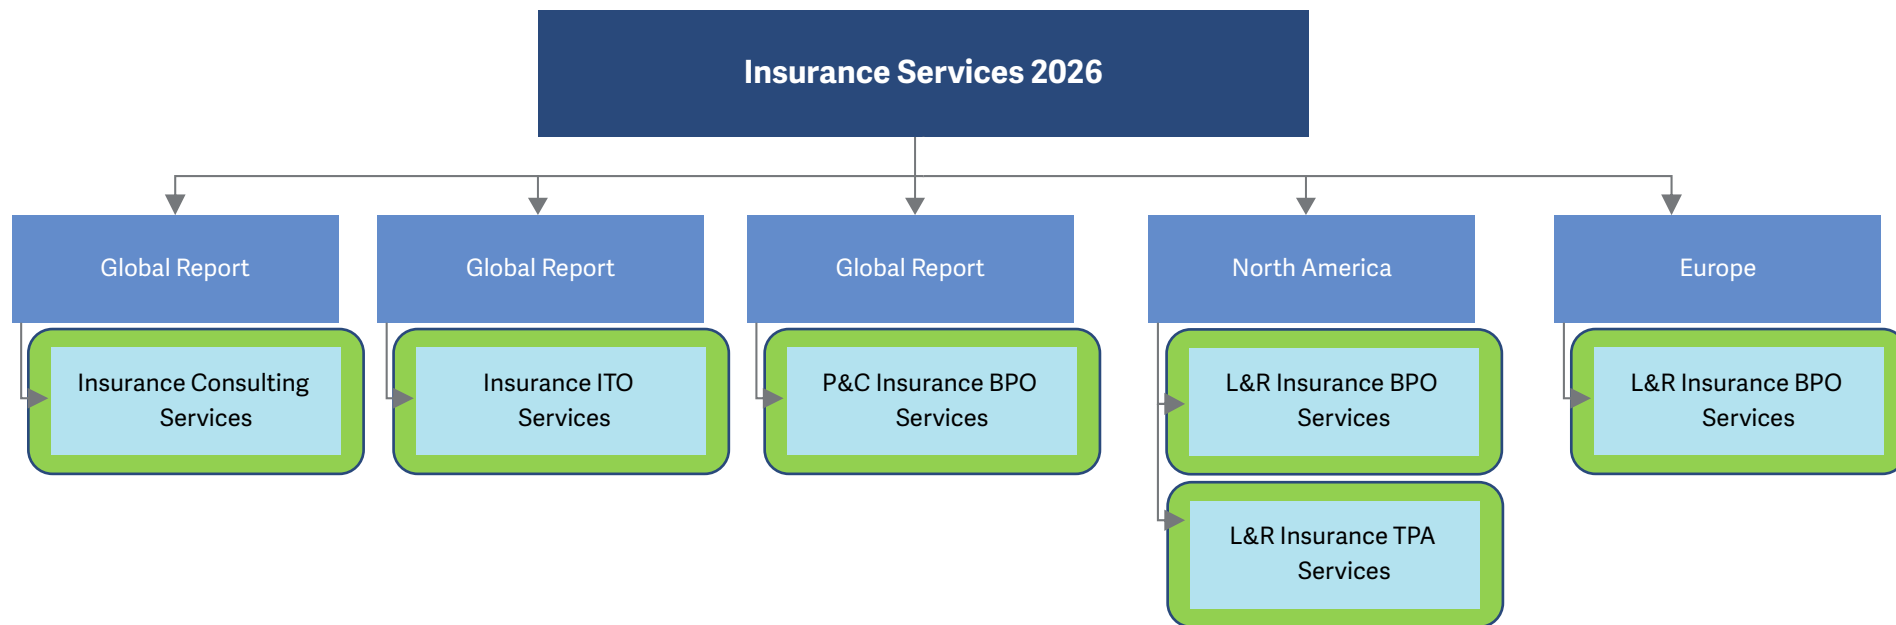 Insurance Services 2026
Global Report
Global Report
Global Report
North America
Europe
Insurance Consulting
Services
Insurance ITO
Services
P&C Insurance BPO
Services
L&R Insurance BPO
Services
L&R Insurance BPO
Services
L&R Insurance TPA
Services